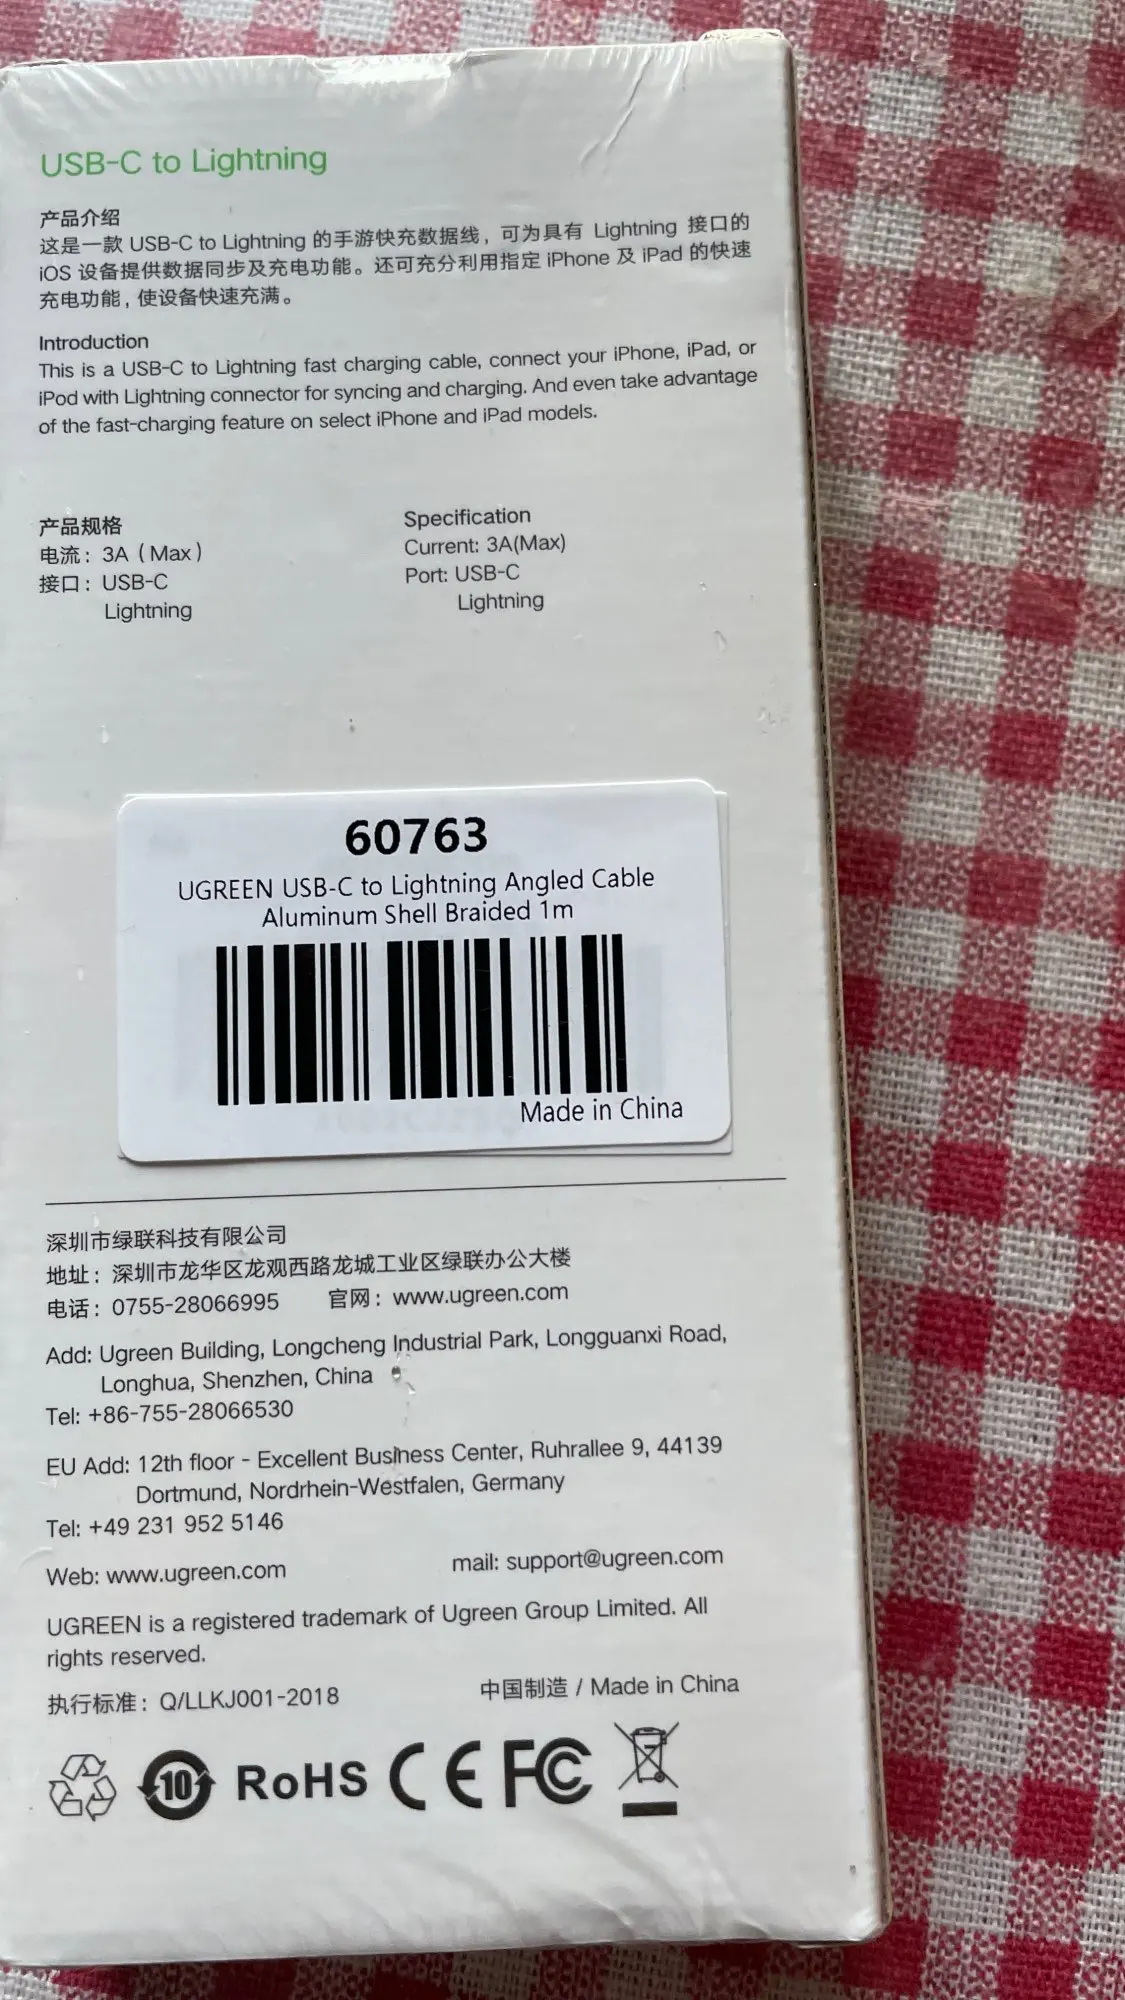 USB-C to Lightning
产品介绍
这是一款 USB-C to Lightning 的手游快充数据线，可为具有 Lightning 接口的
iOS 设备提供数据同步及充电功能。还可充分利用指定 iPhone 及 iPad 的快速
充电功能，使设备快速充满。
Introduction
This is a USB-C to Lightning fast charging cable, connect your iPhone, iPad, or
iPod with Lightning connector for syncing and charging. And even take advantage
of the fast-charging feature on select iPhone and iPad models.
产品规格
电流：3A（Max）
接口：USB-C
Lightning
Specification
Current: 3A(Max)
Port: USB-C
Lightning
60763
UGREEN USB-C to Lightning Angled Cable
Aluminum Shell Braided 1m
Made in China
深圳市绿联科技有限公司
地址：深圳市龙华区龙观西路龙城工业区绿联办公大楼
电话：0755-28066995 官网：www.ugreen.com
Add: Ugreen Building, Longcheng Industrial Park, Longguanxi Road,
Longhua, Shenzhen, China
Tel: +86-755-28066530
EU Add: 12th floor - Excellent Business Center, Ruhrallee 9, 44139
Dortmund, Nordrhein-Westfalen, Germany
Tel: +49 231 952 5146
Web: www.ugreen.com mail: support@ugreen.com
UGREEN is a registered trademark of Ugreen Group Limited. All
rights reserved.
执行标准：Q/LLKJ001-2018 中国制造 / Made in China
10 RoHS CE FC